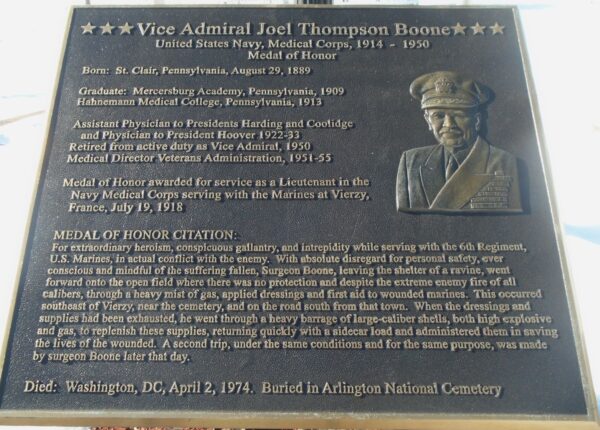 ★★★Vice Admiral Joel Thompson Boone★★★
United States Navy, Medical Corps, 1914 - 1950
Medal of Honor
Born: St. Clair, Pennsylvania, August 29, 1889
Graduate: Mercersburg Academy, Pennsylvania, 1909
Hahnemann Medical College, Pennsylvania, 1913
Assistant Physician to Presidents Harding and Coolidge
and Physician to President Hoover 1922-33
Retired from active duty as Vice Admiral, 1950
Medical Director Veterans Administration, 1951-55
Medal of Honor awarded for service as a Lieutenant in the
Navy Medical Corps serving with the Marines at Vierzy,
France, July 19, 1918
MEDAL OF HONOR CITATION:
For extraordinary heroism, conspicuous gallantry, and intrepidity while serving with the 6th Regiment,
U.S. Marines, in actual conflict with the enemy. With absolute disregard for personal safety, ever
conscious and mindful of the suffering fallen, Surgeon Boone, leaving the shelter of a ravine, went
forward onto the open field where there was no protection and despite the extreme enemy fire of all
calibers, through a heavy mist of gas, applied dressings and first aid to wounded marines. This occurred
southeast of Vierzy, near the cemetery, and on the road south from that town. When the dressings and
supplies had been exhausted, he went through a heavy barrage of large-caliber shells, both high explosive
and gas, to replenish these supplies, returning quickly with a sidecar load and administered them in saving
the lives of the wounded. A second trip, under the same conditions and for the same purpose, was made
by surgeon Boone later that day.
Died: Washington, DC, April 2, 1974. Buried in Arlington National Cemetery